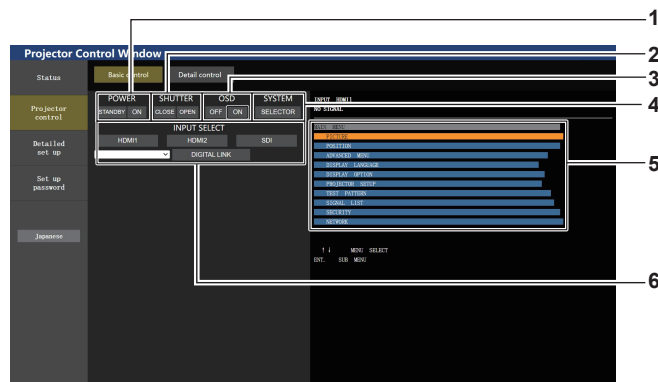 Projector Control Window
1
2
3
4
5
6
Status
Projector
control
Detailed
set up
Set up
password
Japanese
Basic control
Detail control
POWER
SHUTTER
OSD
SYSTEM
STANDBY
ON
CLOSE
OPEN
OFF
ON
SELECTOR
INPUT SELECT
HDMI1
HDMI2
SDI
DIGITAL LINK
INPUT HDMI1
NO SIGNAL
MAIN MENU
PICTURE
POSITION
ADVANCED MENU
DISPLAY LANGUAGE
DISPLAY OPTION
PROJECTOR SETUP
TEST PATTERN
SIGNAL LIST
SECURITY
NETWORK
↑↓ MENU SELECT
ENT. SUB MENU